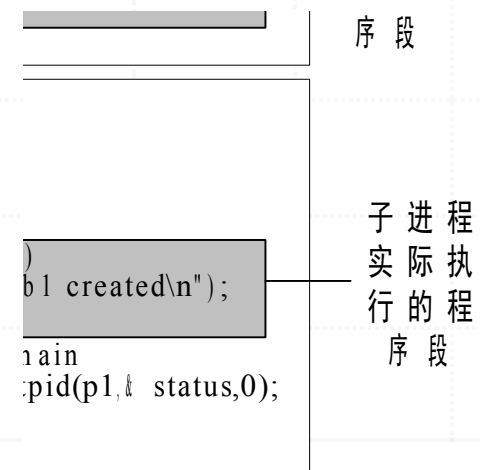 序 段
)
b1 created\n");
main
tpid(p1,& status,0);
子 进 程
实 际 执
行 的 程
序 段